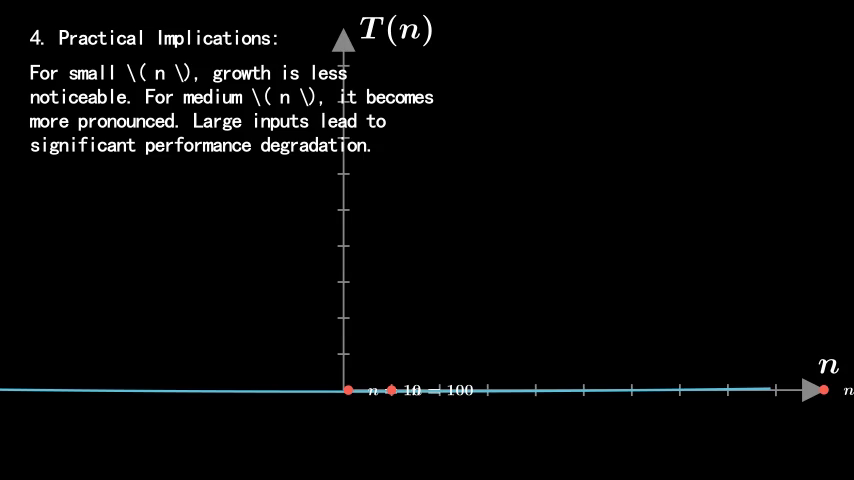 4. Practical Implications:
T(n)
For small \( n \), growth is less
noticeable. For medium \( n \), it becomes
more pronounced. Large inputs lead to
significant performance degradation.
n
n = 10
n = 100
n